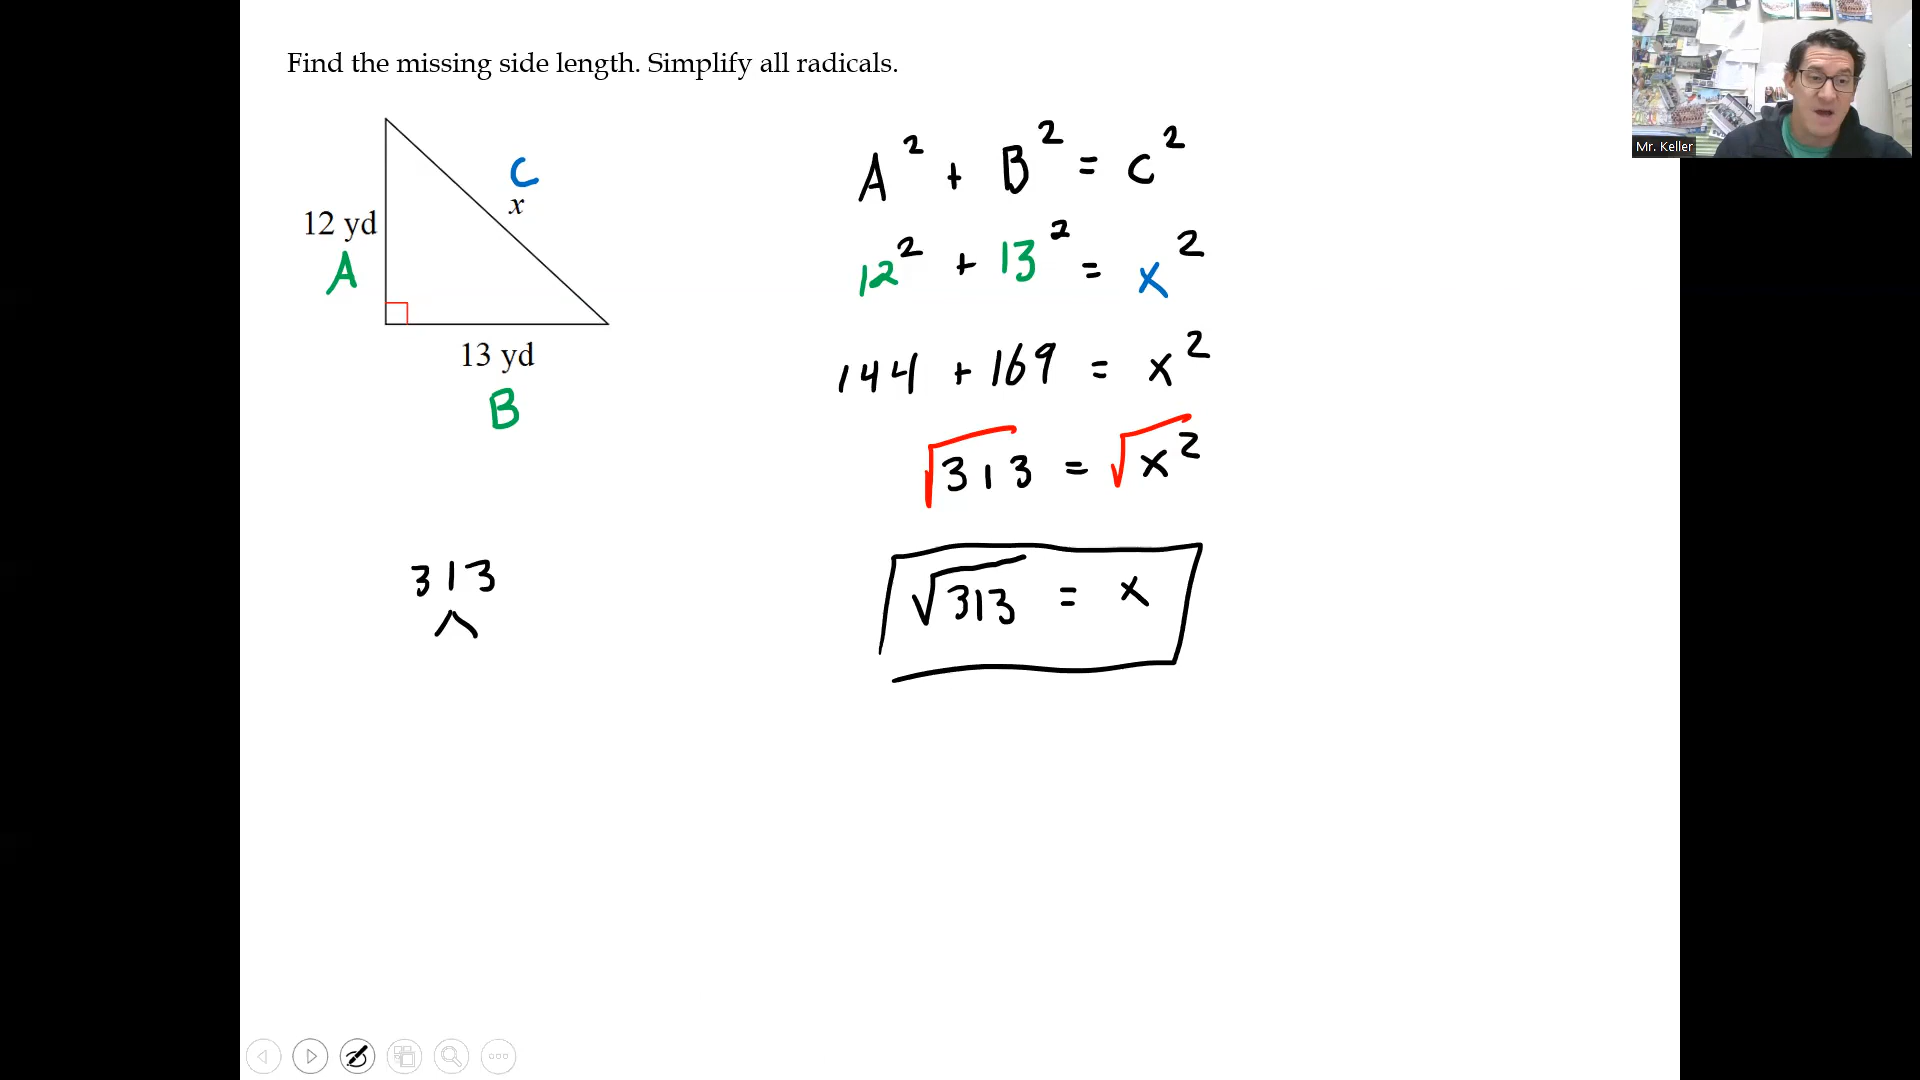 Find the missing side length. Simplify all radicals.
Mr. Keller
C
x
12 yd
A
13 yd
B
A² + B² = C²
12² + 13² = x²
144 + 169 = x²
√313 = √x²
√313 = x
313